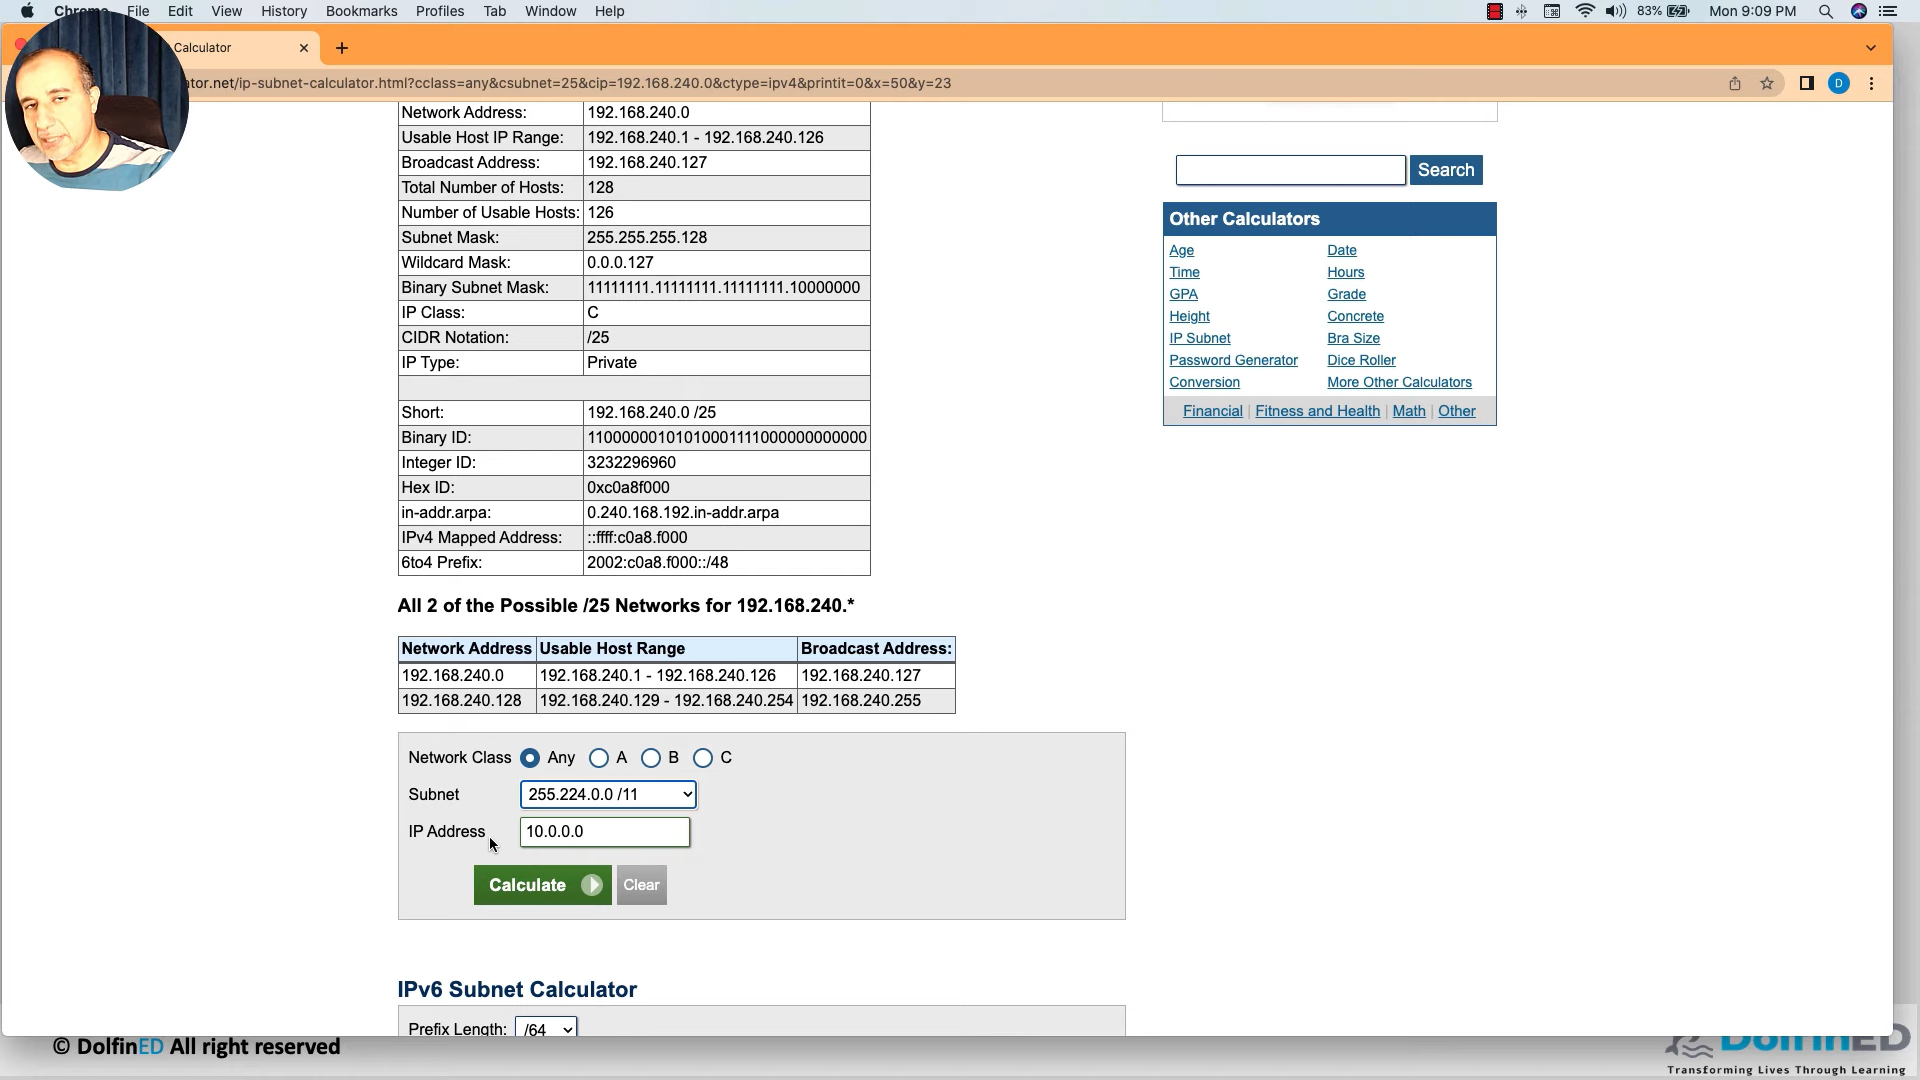 Chrome File Edit View History Bookmarks Profiles Tab Window Help 83% Mon 9:09 PM
Calculator
ator.net/ip-subnet-calculator.html?cclass=any&csubnet=25&cip=192.168.240.0&ctype=ipv4&printit=0&x=50&y=23 D
Network Address: 192.168.240.0
Usable Host IP Range: 192.168.240.1 - 192.168.240.126
Broadcast Address: 192.168.240.127
Total Number of Hosts: 128
Number of Usable Hosts: 126
Subnet Mask: 255.255.255.128
Wildcard Mask: 0.0.0.127
Binary Subnet Mask: 11111111.11111111.11111111.10000000
IP Class: C
CIDR Notation: /25
IP Type: Private
Short: 192.168.240.0 /25
Binary ID: 11000000101010001111000000000000
Integer ID: 3232296960
Hex ID: 0xc0a8f000
in-addr.arpa: 0.240.168.192.in-addr.arpa
IPv4 Mapped Address: ::ffff:c0a8.f000
6to4 Prefix: 2002:c0a8.f000::/48
All 2 of the Possible /25 Networks for 192.168.240.*
Network Address Usable Host Range Broadcast Address:
192.168.240.0 192.168.240.1 - 192.168.240.126 192.168.240.127
192.168.240.128 192.168.240.129 - 192.168.240.254 192.168.240.255
Network Class Any A B C
Subnet 255.224.0.0 /11
IP Address 10.0.0.0
Calculate Clear
IPv6 Subnet Calculator
Prefix Length: /64
Search
Other Calculators
Age Date
Time Hours
GPA Grade
Height Concrete
IP Subnet Bra Size
Password Generator Dice Roller
Conversion More Other Calculators
Financial | Fitness and Health | Math | Other
© DolfinED All right reserved
DolfinED
Transforming Lives Through Learning